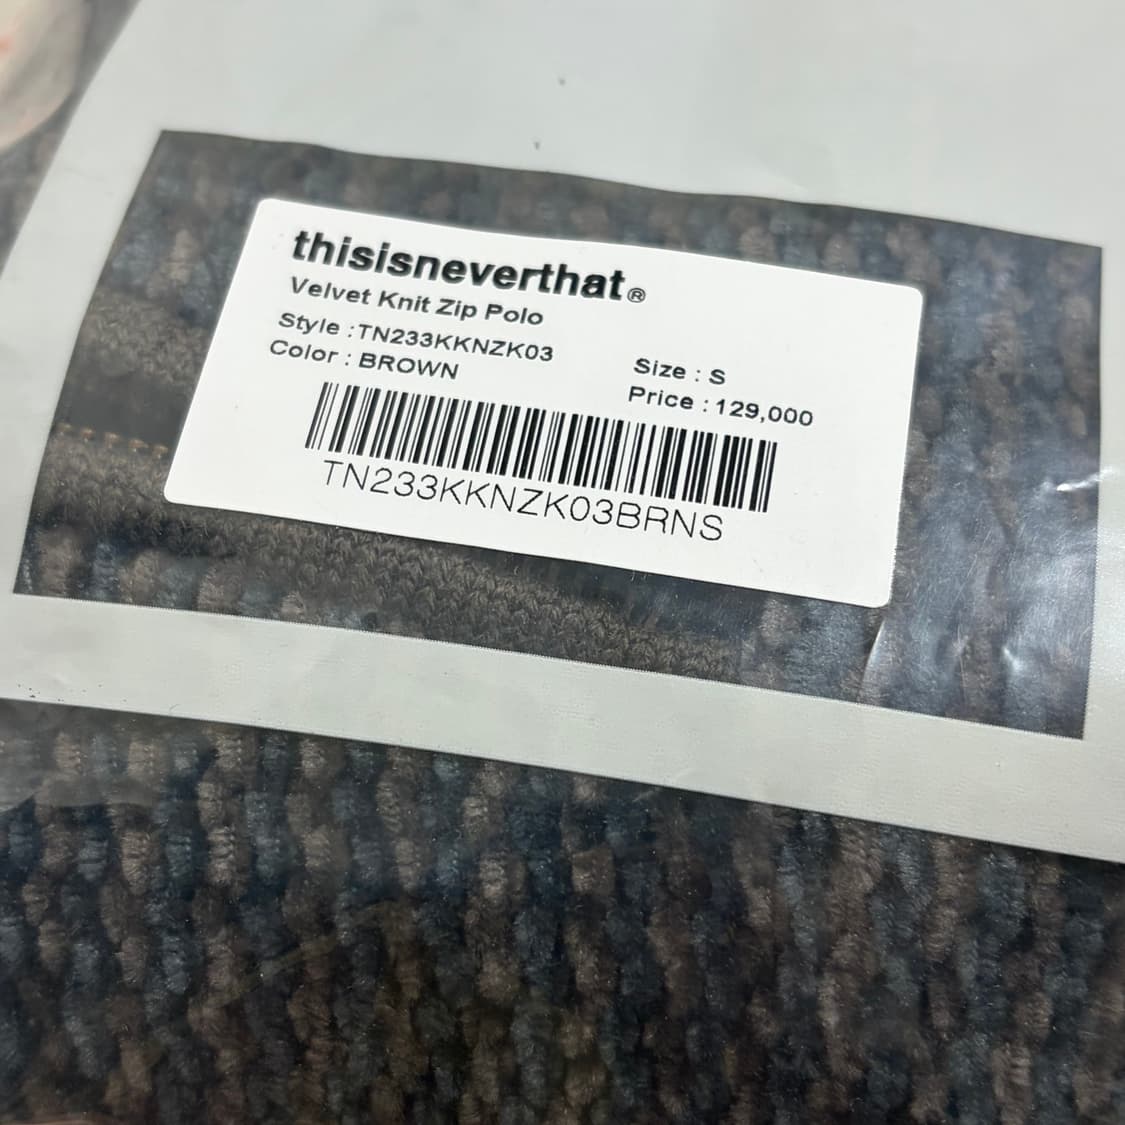 thisisneverthat®
Velvet Knit Zip Polo
Style : TN233KKNZK03
Size : S
Color : BROWN
Price : 129,000
TN233KKNZK03BRNS